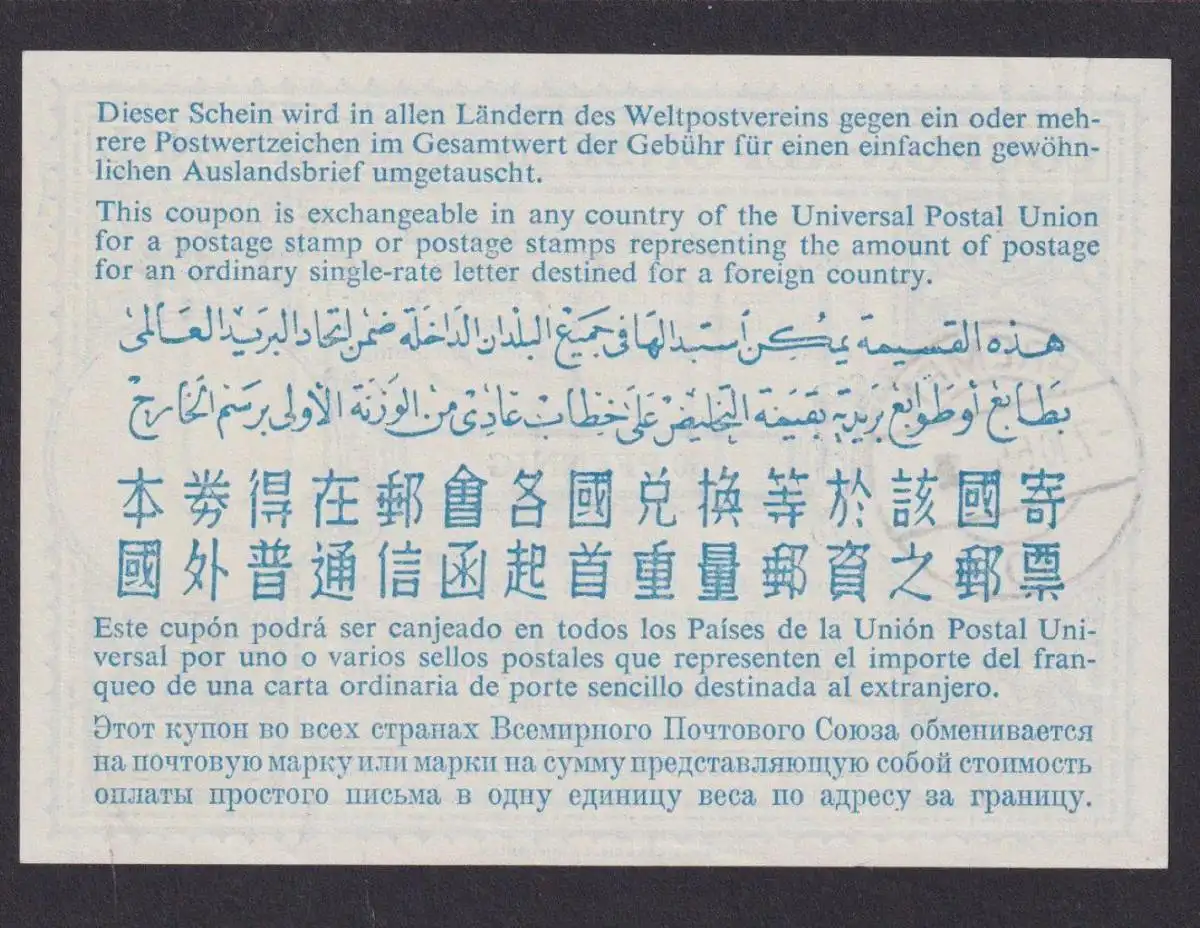 Dieser Schein wird in allen Ländern des Weltpostvereins gegen ein oder meh-
rere Postwertzeichen im Gesamtwert der Gebühr für einen einfachen gewöhn-
lichen Auslandsbrief umgetauscht.
This coupon is exchangeable in any country of the Universal Postal Union
for a postage stamp or postage stamps representing the amount of postage
for an ordinary single-rate letter destined for a foreign country.
هذه القسيمة يمكن استبدالها في جميع البلدان الداخلة ضمن اتحاد البريد العالمى
بطابع أو طوابع بريدية بقيمة التخليص على خطاب عادى من الوزنة الأولى برسم الخارج
本券得在郵會各國兌換等於該國寄
國外普通信函起首重量郵資之郵票
Este cupón podrá ser canjeado en todos los Países de la Unión Postal Uni-
versal por uno o varios sellos postales que representen el importe del fran-
queo de una carta ordinaria de porte sencillo destinada al extranjero.
Этот купон во всех странах Всемирного Почтового Союза обменивается
на почтовую марку или марки на сумму представляющую собой стоимость
оплаты простого письма в одну единицу веса по адресу за границу.